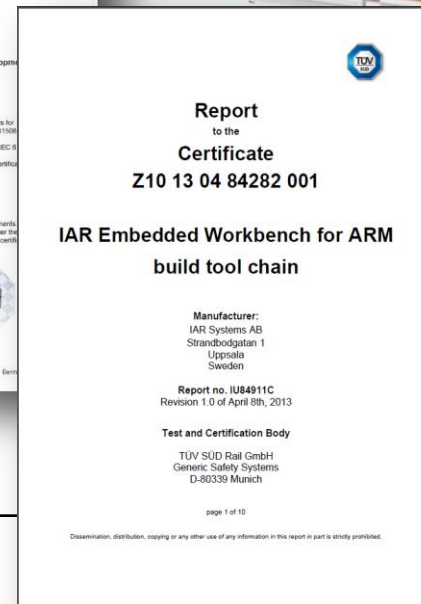 TÜV
SÜD
Report
to the
Certificate
Z10 13 04 84282 001
IAR Embedded Workbench for ARM
build tool chain
Manufacturer:
IAR Systems AB
Strandbodgatan 1
Uppsala
Sweden
Report no. IU84911C
Revision 1.0 of April 8th, 2013
Test and Certification Body
TÜV SÜD Rail GmbH
Generic Safety Systems
D-80339 Munich
page 1 of 10
Dissemination, distribution, copying or any other use of any information in this report in part is strictly prohibited.